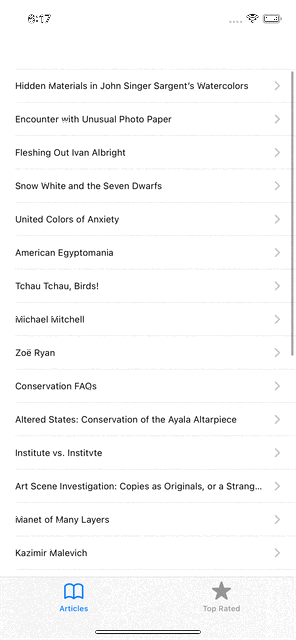 6:17
Hidden Materials in John Singer Sargent's Watercolors
Encounter with Unusual Photo Paper
Fleshing Out Ivan Albright
Snow White and the Seven Dwarfs
United Colors of Anxiety
American Egyptomania
Tchau Tchau, Birds!
Michael Mitchell
Zoë Ryan
Conservation FAQs
Altered States: Conservation of the Ayala Altarpiece
Institute vs. Institvte
Art Scene Investigation: Copies as Originals, or a Strang...
Manet of Many Layers
Kazimir Malevich
Articles
Top Rated